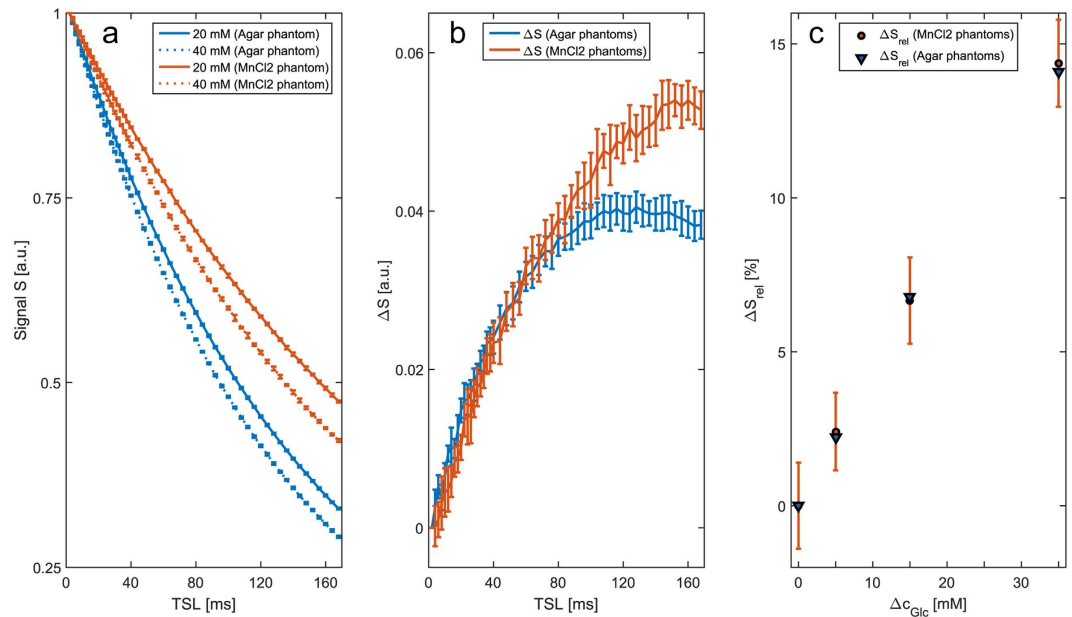 a
20 mM (Agar phantom)
40 mM (Agar phantom)
20 mM (MnCl2 phantom)
40 mM (MnCl2 phantom)
1
0.75
0.5
0.25
Signal S [a.u.]
0
40
80
120
160
TSL [ms]
b
ΔS (Agar phantoms)
ΔS (MnCl2 phantoms)
0.06
0.04
0.02
0
ΔS [a.u.]
0
40
80
120
160
TSL [ms]
c
ΔSrel (MnCl2 phantoms)
ΔSrel (Agar phantoms)
15
10
5
0
ΔSrel [%]
0
10
20
30
ΔcGlc [mM]